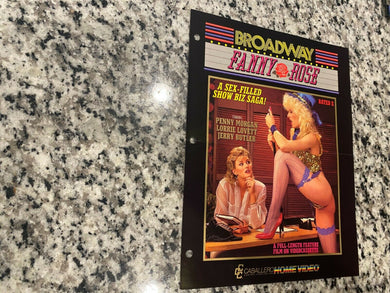 BROADWAY
FANNY ROSE
A SEX-FILLED
SHOW BIZ SAGA!
RATED X
PENNY MORGAN
LORRIE LOVETT
JERRY BUTLER
A FULL-LENGTH FEATURE
FILM ON VIDEOCASSETTE
CABALLERO HOME VIDEO